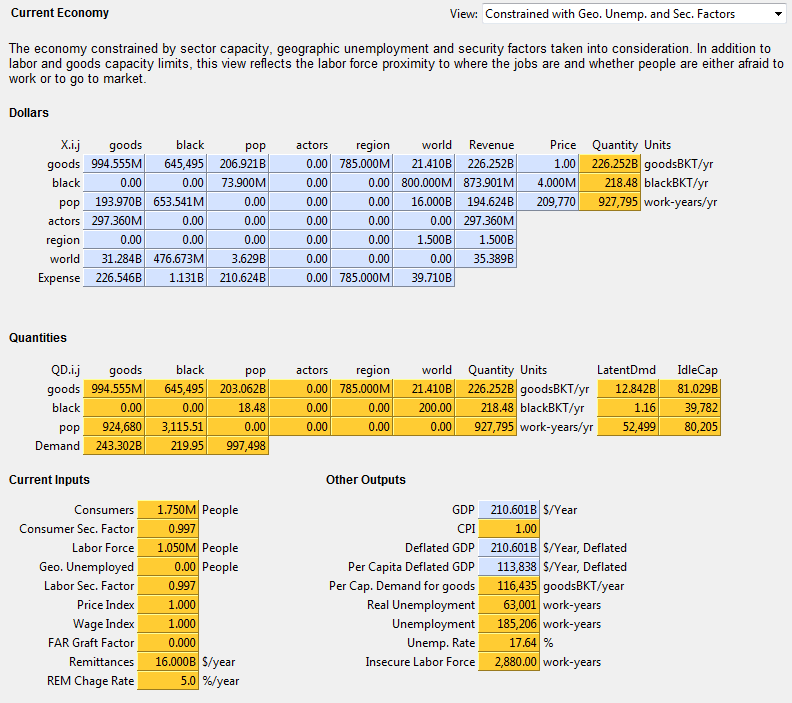 Current Economy View: Constrained with Geo. Unemp. and Sec. Factors
The economy constrained by sector capacity, geographic unemployment and security factors taken into consideration. In addition to
labor and goods capacity limits, this view reflects the labor force proximity to where the jobs are and whether people are either afraid to
work or to go to market.
Dollars
X.i.j goods black pop actors region world Revenue Price Quantity Units
goods 994.555M 645,495 206.921B 0.00 785.000M 21.410B 226.252B 1.00 226.252B goodsBKT/yr
black 0.00 0.00 73.900M 0.00 0.00 800.000M 873.901M 4.000M 218.48 blackBKT/yr
pop 193.970B 653.541M 0.00 0.00 0.00 16.000B 194.624B 209,770 927,795 work-years/yr
actors 297.360M 0.00 0.00 0.00 0.00 0.00 297.360M
region 0.00 0.00 0.00 0.00 0.00 1.500B 1.500B
world 31.284B 476.673M 3.629B 0.00 0.00 0.00 35.389B
Expense 226.546B 1.131B 210.624B 0.00 785.000M 39.710B
Quantities
QD.i.j goods black pop actors region world Quantity Units LatentDmd IdleCap
goods 994.555M 645,495 203.062B 0.00 785.000M 21.410B 226.252B goodsBKT/yr 12.842B 81.029B
black 0.00 0.00 18.48 0.00 0.00 200.00 218.48 blackBKT/yr 1.16 39,782
pop 924,680 3,115.51 0.00 0.00 0.00 0.00 927,795 work-years/yr 52,499 80,205
Demand 243.302B 219.95 997,498
Current Inputs Other Outputs
Consumers 1.750M People GDP 210.601B $/Year
Consumer Sec. Factor 0.997 CPI 1.00
Labor Force 1.050M People Deflated GDP 210.601B $/Year, Deflated
Geo. Unemployed 0.00 People Per Capita Deflated GDP 113,838 $/Year, Deflated
Labor Sec. Factor 0.997 Per Cap. Demand for goods 116,435 goodsBKT/year
Price Index 1.000 Real Unemployment 63,001 work-years
Wage Index 1.000 Unemployment 185,206 work-years
FAR Graft Factor 0.000 Unemp. Rate 17.64 %
Remittances 16.000B $/year Insecure Labor Force 2,880.00 work-years
REM Chage Rate 5.0 %/year